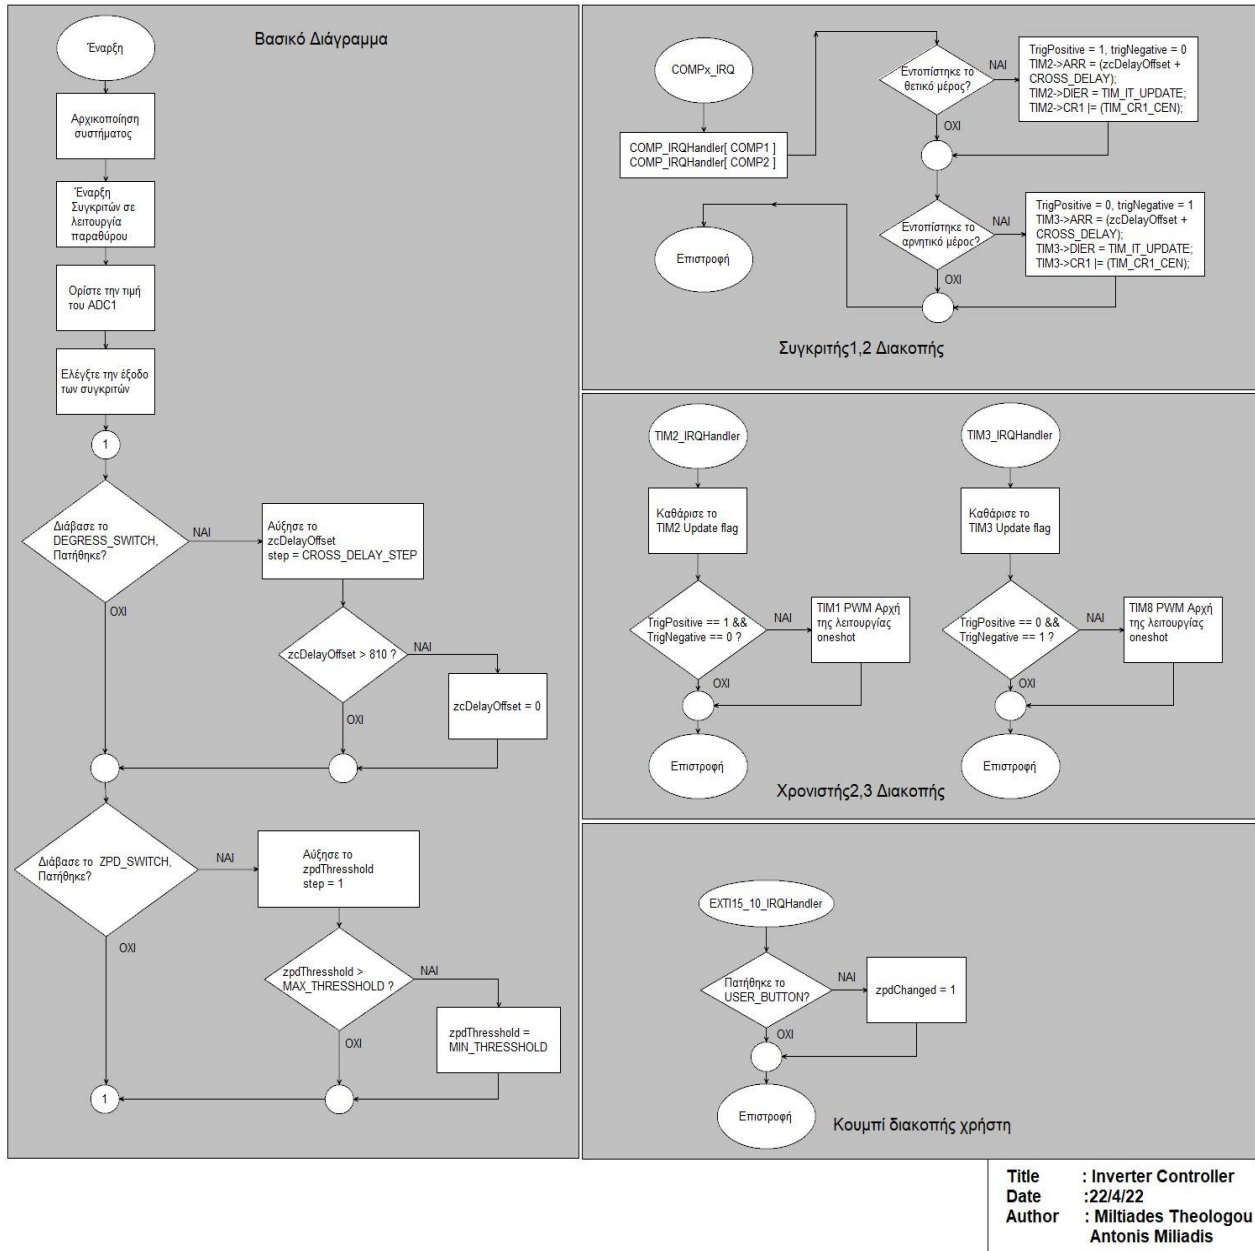 Βασικό Διάγραμμα
Έναρξη
Αρχικοποίηση
συστήματος
Έναρξη
Συγκριτών σε
λειτουργία
παραθύρου
Ορίστε την τιμή
του ADC1
Ελέγξτε την έξοδο
των συγκριτών
1
Διάβασε το
DEGRESS_SWITCH,
Πατήθηκε?
ΝΑΙ
ΟΧΙ
Αύξησε το
zcDelayOffset
step = CROSS_DELAY_STEP
zcDelayOffset > 810 ?
ΝΑΙ
ΟΧΙ
zcDelayOffset = 0
Διάβασε το ZPD_SWITCH,
Πατήθηκε?
ΝΑΙ
ΟΧΙ
Αύξησε το
zpdThresshold
step = 1
zpdThresshold >
MAX_THRESSHOLD ?
ΝΑΙ
ΟΧΙ
zpdThresshold =
MIN_THRESSHOLD
1
COMPx_IRQ
COMP_IRQHandler[ COMP1 ]
COMP_IRQHandler[ COMP2 ]
Εντοπίστηκε το
θετικό μέρος?
ΝΑΙ
ΟΧΙ
TrigPositive = 1, trigNegative = 0
TIM2->ARR = (zcDelayOffset +
CROSS_DELAY);
TIM2->DIER = TIM_IT_UPDATE;
TIM2->CR1 |= (TIM_CR1_CEN);
Εντοπίστηκε το
αρνητικό μέρος?
ΝΑΙ
ΟΧΙ
TrigPositive = 0, trigNegative = 1
TIM3->ARR = (zcDelayOffset +
CROSS_DELAY);
TIM3->DIER = TIM_IT_UPDATE;
TIM3->CR1 |= (TIM_CR1_CEN);
Επιστροφή
Συγκριτής1,2 Διακοπής
TIM2_IRQHandler
Καθάρισε το
TIM2 Update flag
TrigPositive == 1 &&
TrigNegative == 0 ?
ΝΑΙ
ΟΧΙ
TIM1 PWM Αρχή
της λειτουργίας
oneshot
Επιστροφή
TIM3_IRQHandler
Καθάρισε το
TIM3 Update flag
TrigPositive == 0 &&
TrigNegative == 1 ?
ΝΑΙ
ΟΧΙ
TIM8 PWM Αρχή
της λειτουργίας
oneshot
Επιστροφή
Χρονιστής2,3 Διακοπής
EXTI15_10_IRQHandler
Πατήθηκε το
USER_BUTTON?
ΝΑΙ
ΟΧΙ
zpdChanged = 1
Επιστροφή
Κουμπί διακοπής χρήστη
Title : Inverter Controller
Date :22/4/22
Author : Miltiades Theologou
Antonis Miliadis